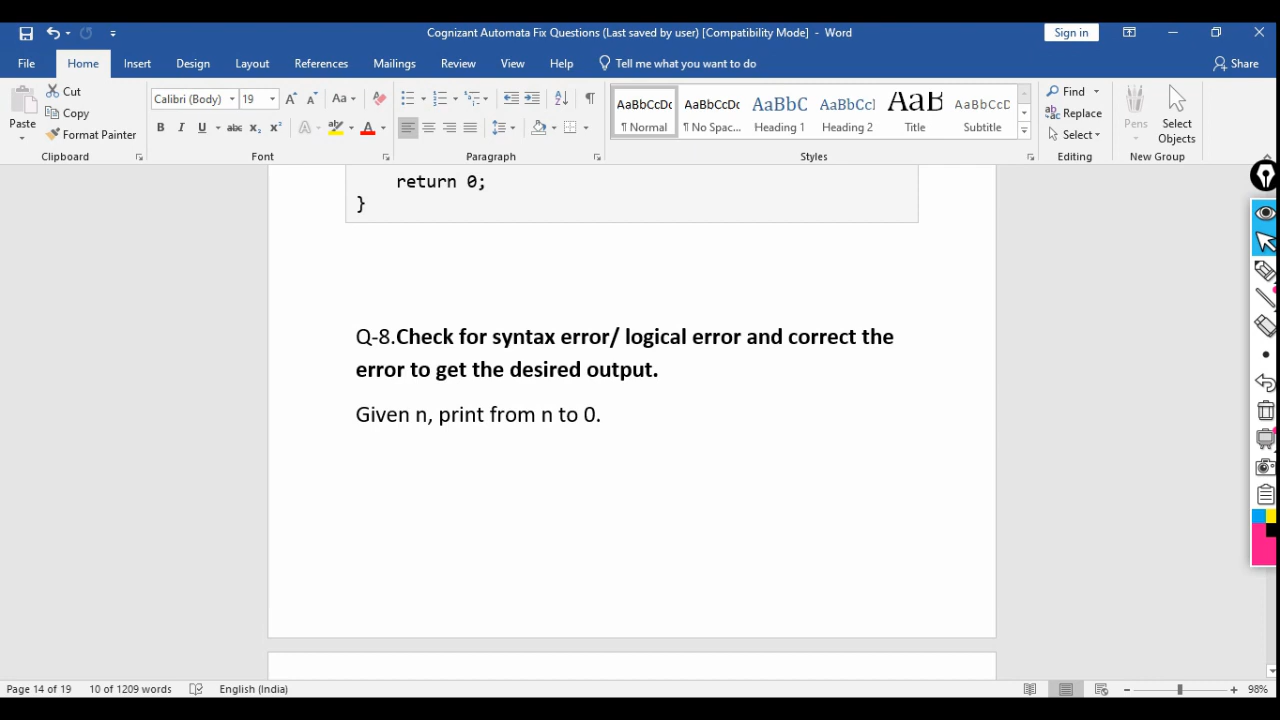 Cognizant Automata Fix Questions (Last saved by user) [Compatibility Mode] - Word
Sign in
File Home Insert Design Layout References Mailings Review View Help Tell me what you want to do Share
Paste
Cut
Copy
Format Painter
Calibri (Body) 19
AaBbCcDc AaBbCcDc AaBbC AaBbCcI AaB AaBbCcD
¶ Normal ¶ No Spac... Heading 1 Heading 2 Title Subtitle
Find
Replace
Select
Pens
Select Objects
Clipboard Font Paragraph Styles Editing New Group
return 0;
}
Q-8.Check for syntax error/ logical error and correct the
error to get the desired output.
Given n, print from n to 0.
Page 14 of 19 10 of 1209 words English (India) 98%